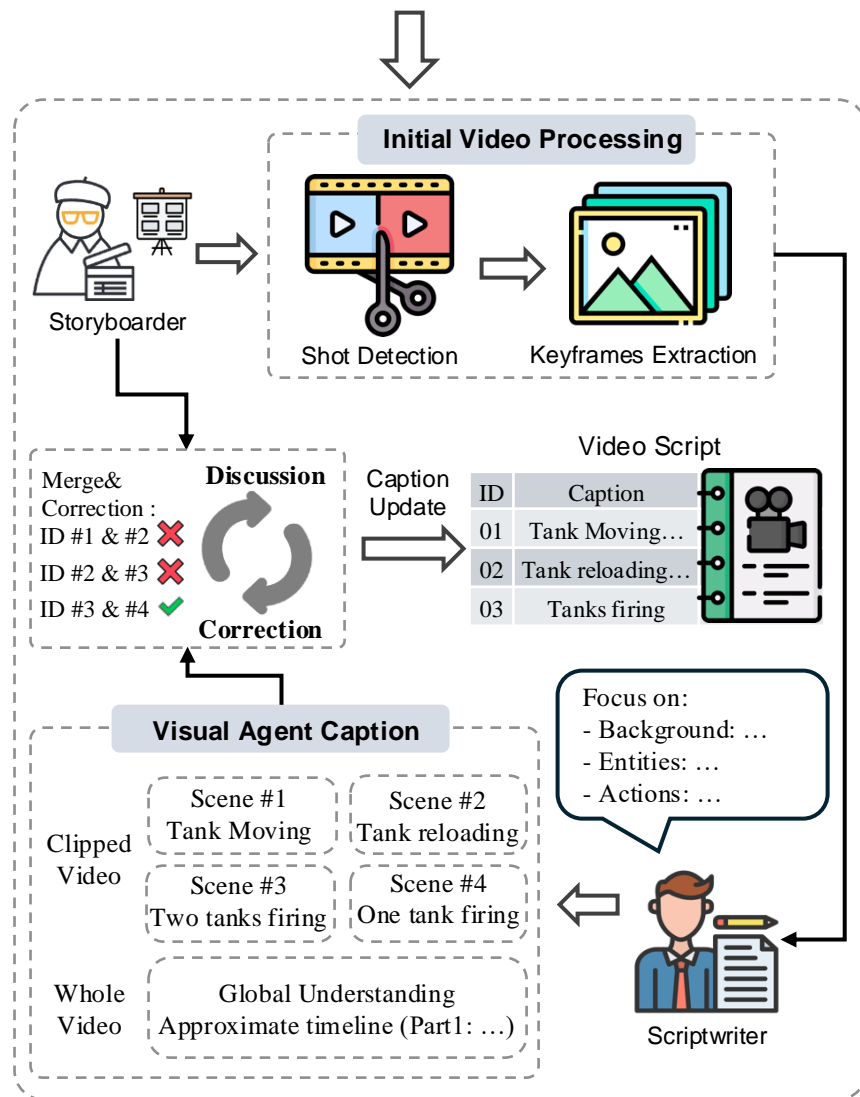 Initial Video Processing
Storyboarder
Shot Detection
Keyframes Extraction
Merge&
Correction :
ID #1 & #2
ID #2 & #3
ID #3 & #4
Discussion
Correction
Caption
Update
Video Script
ID Caption
01 Tank Moving…
02 Tank reloading…
03 Tanks firing
Focus on:
- Background: …
- Entities: …
- Actions: …
Scriptwriter
Visual Agent Caption
Clipped
Video
Scene #1
Tank Moving
Scene #2
Tank reloading
Scene #3
Two tanks firing
Scene #4
One tank firing
Whole
Video
Global Understanding
Approximate timeline (Part1: …)